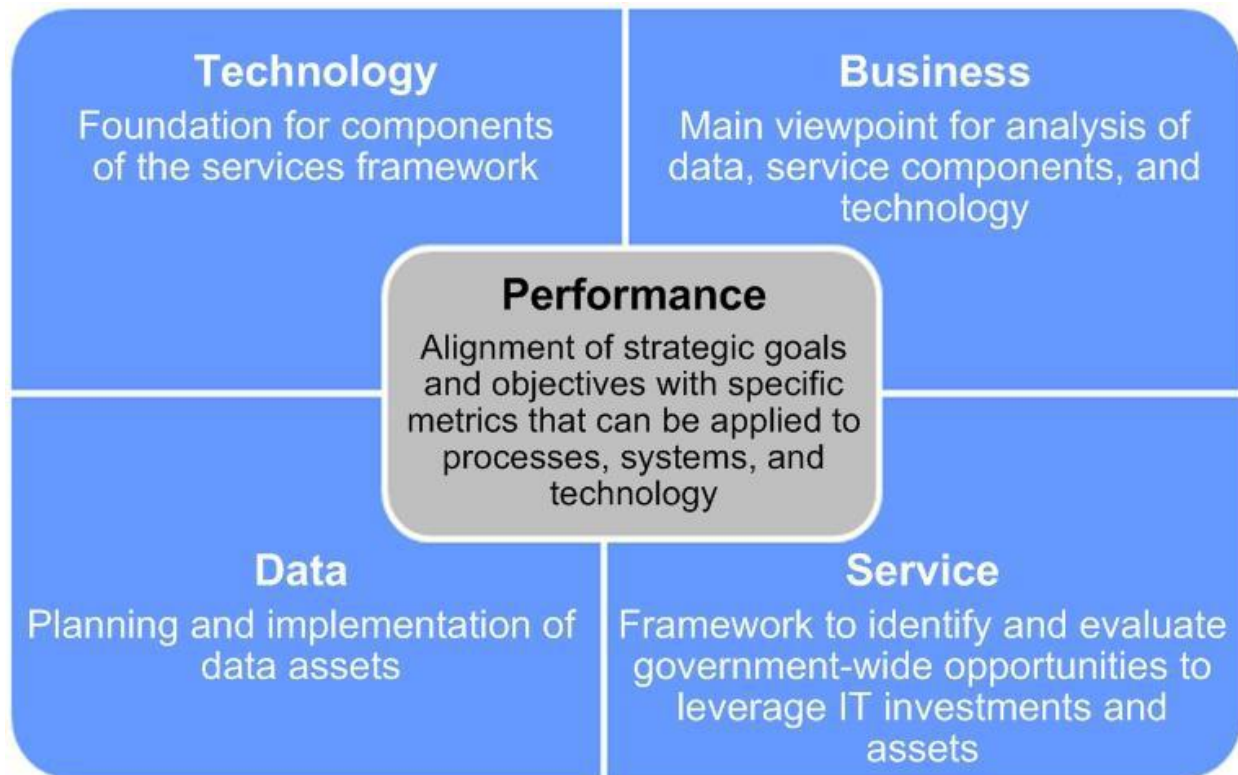 Technology
Foundation for components
of the services framework
Business
Main viewpoint for analysis of
data, service components, and
technology
Performance
Alignment of strategic goals
and objectives with specific
metrics that can be applied to
processes, systems, and
technology
Data
Planning and implementation of
data assets
Service
Framework to identify and evaluate
government-wide opportunities to
leverage IT investments and
assets